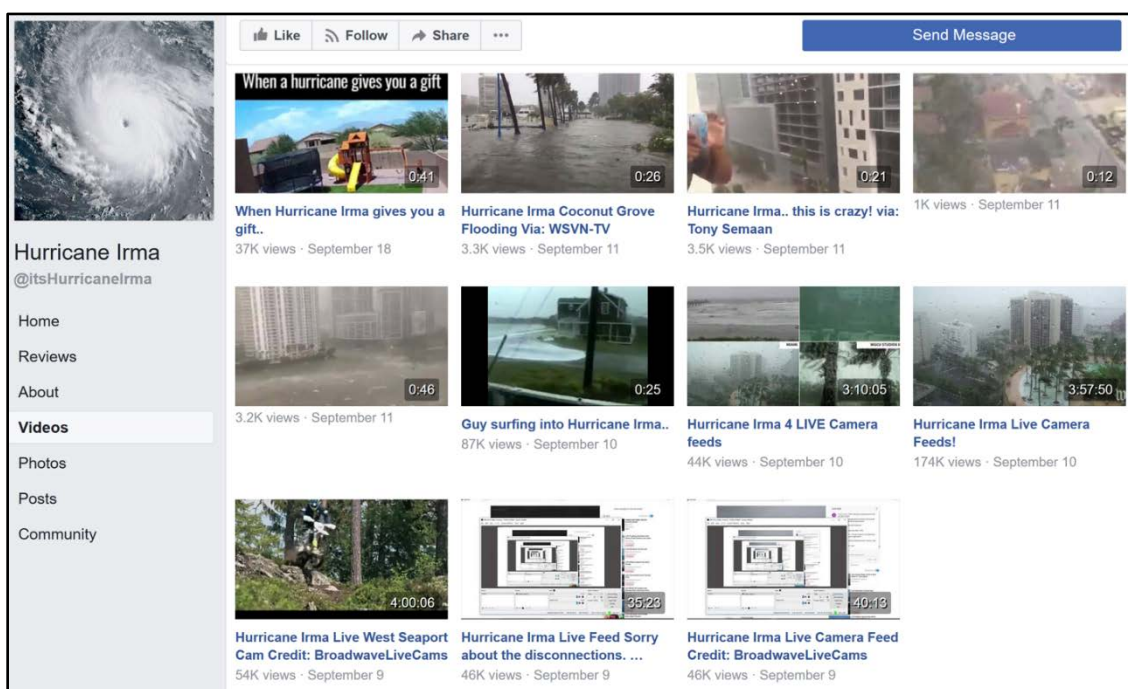 Like
Follow
Share
Send Message
Hurricane Irma
@itsHurricaneIrma
Home
Reviews
About
Videos
Photos
Posts
Community
When a hurricane gives you a gift
0:41
When Hurricane Irma gives you a
gift..
37K views · September 18
0:26
Hurricane Irma Coconut Grove
Flooding Via: WSVN-TV
3.3K views · September 11
0:21
Hurricane Irma.. this is crazy! via:
Tony Semaan
3.5K views · September 11
0:12
1K views · September 11
0:46
3.2K views · September 11
0:25
Guy surfing into Hurricane Irma..
87K views · September 10
3:10:05
Hurricane Irma 4 LIVE Camera
feeds
44K views · September 10
3:57:50
Hurricane Irma Live Camera
Feeds!
174K views · September 10
4:00:06
Hurricane Irma Live West Seaport
Cam Credit: BroadwaveLiveCams
54K views · September 9
35:23
Hurricane Irma Live Feed Sorry
about the disconnections. ...
46K views · September 9
40:13
Hurricane Irma Live Camera Feed
Credit: BroadwaveLiveCams
46K views · September 9